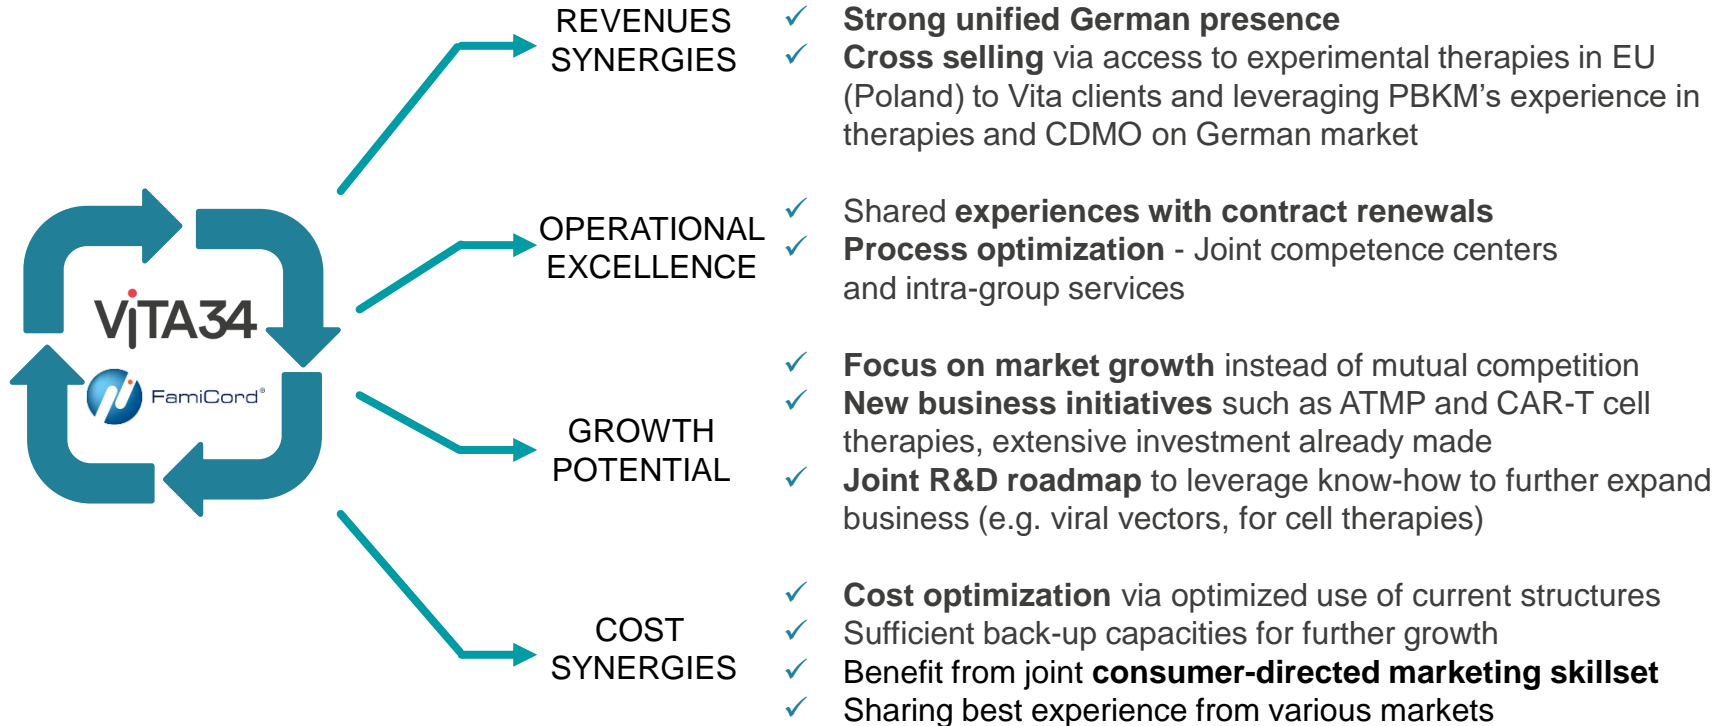 REVENUES
SYNERGIES
✓ Strong unified German presence
✓ Cross selling via access to experimental therapies in EU
(Poland) to Vita clients and leveraging PBKM’s experience in
therapies and CDMO on German market
OPERATIONAL
EXCELLENCE
✓ Shared experiences with contract renewals
✓ Process optimization - Joint competence centers
and intra-group services
ViTA34
FamiCord®
GROWTH
POTENTIAL
✓ Focus on market growth instead of mutual competition
✓ New business initiatives such as ATMP and CAR-T cell
therapies, extensive investment already made
✓ Joint R&D roadmap to leverage know-how to further expand
business (e.g. viral vectors, for cell therapies)
COST
SYNERGIES
✓ Cost optimization via optimized use of current structures
✓ Sufficient back-up capacities for further growth
✓ Benefit from joint consumer-directed marketing skillset
✓ Sharing best experience from various markets